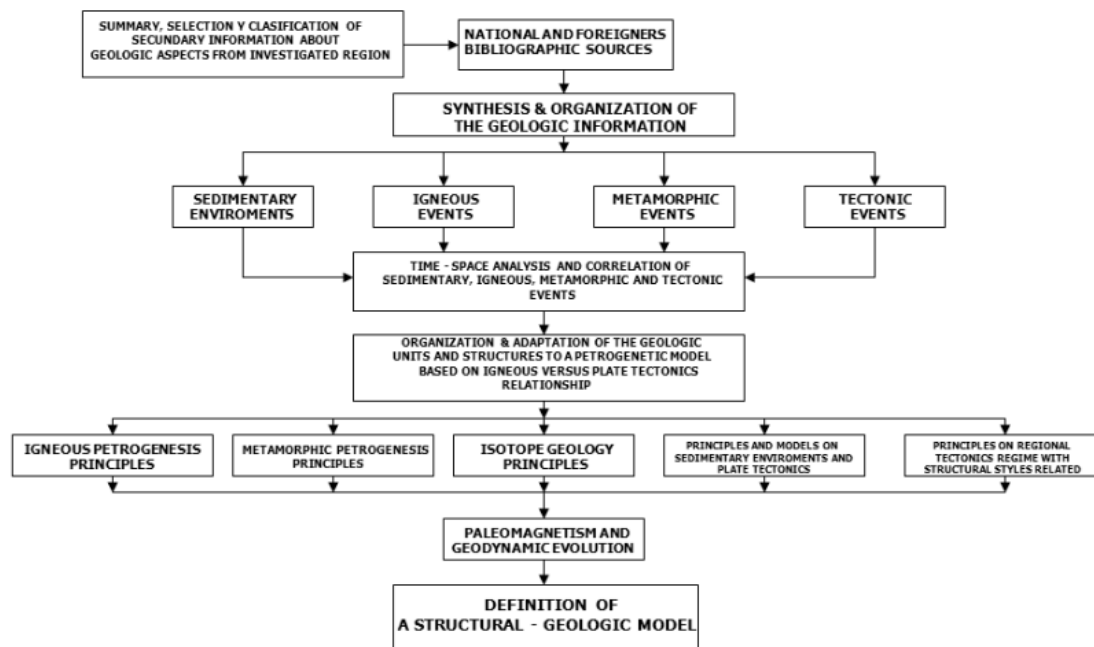 SUMMARY, SELECTION Y CLASIFICATION OF
SECUNDARY INFORMATION ABOUT
GEOLOGIC ASPECTS FROM INVESTIGATED REGION
NATIONAL AND FOREIGNERS
BIBLIOGRAPHIC SOURCES
SYNTHESIS & ORGANIZATION OF
THE GEOLOGIC INFORMATION
SEDIMENTARY
ENVIROMENTS
IGNEOUS
EVENTS
METAMORPHIC
EVENTS
TECTONIC
EVENTS
TIME - SPACE ANALYSIS AND CORRELATION OF
SEDIMENTARY, IGNEOUS, METAMORPHIC AND TECTONIC
EVENTS
ORGANIZATION & ADAPTATION OF THE GEOLOGIC
UNITS AND STRUCTURES TO A PETROGENETIC MODEL
BASED ON IGNEOUS VERSUS PLATE TECTONICS
RELATIONSHIP
IGNEOUS PETROGENESIS
PRINCIPLES
METAMORPHIC PETROGENESIS
PRINCIPLES
ISOTOPE GEOLOGY
PRINCIPLES
PRINCIPLES AND MODELS ON
SEDIMENTARY ENVIROMENTS AND
PLATE TECTONICS
PRINCIPLES ON REGIONAL
TECTONICS REGIME WITH
STRUCTURAL STYLES RELATED
PALEOMAGNETISM AND
GEODYNAMIC EVOLUTION
DEFINITION OF
A STRUCTURAL - GEOLOGIC MODEL